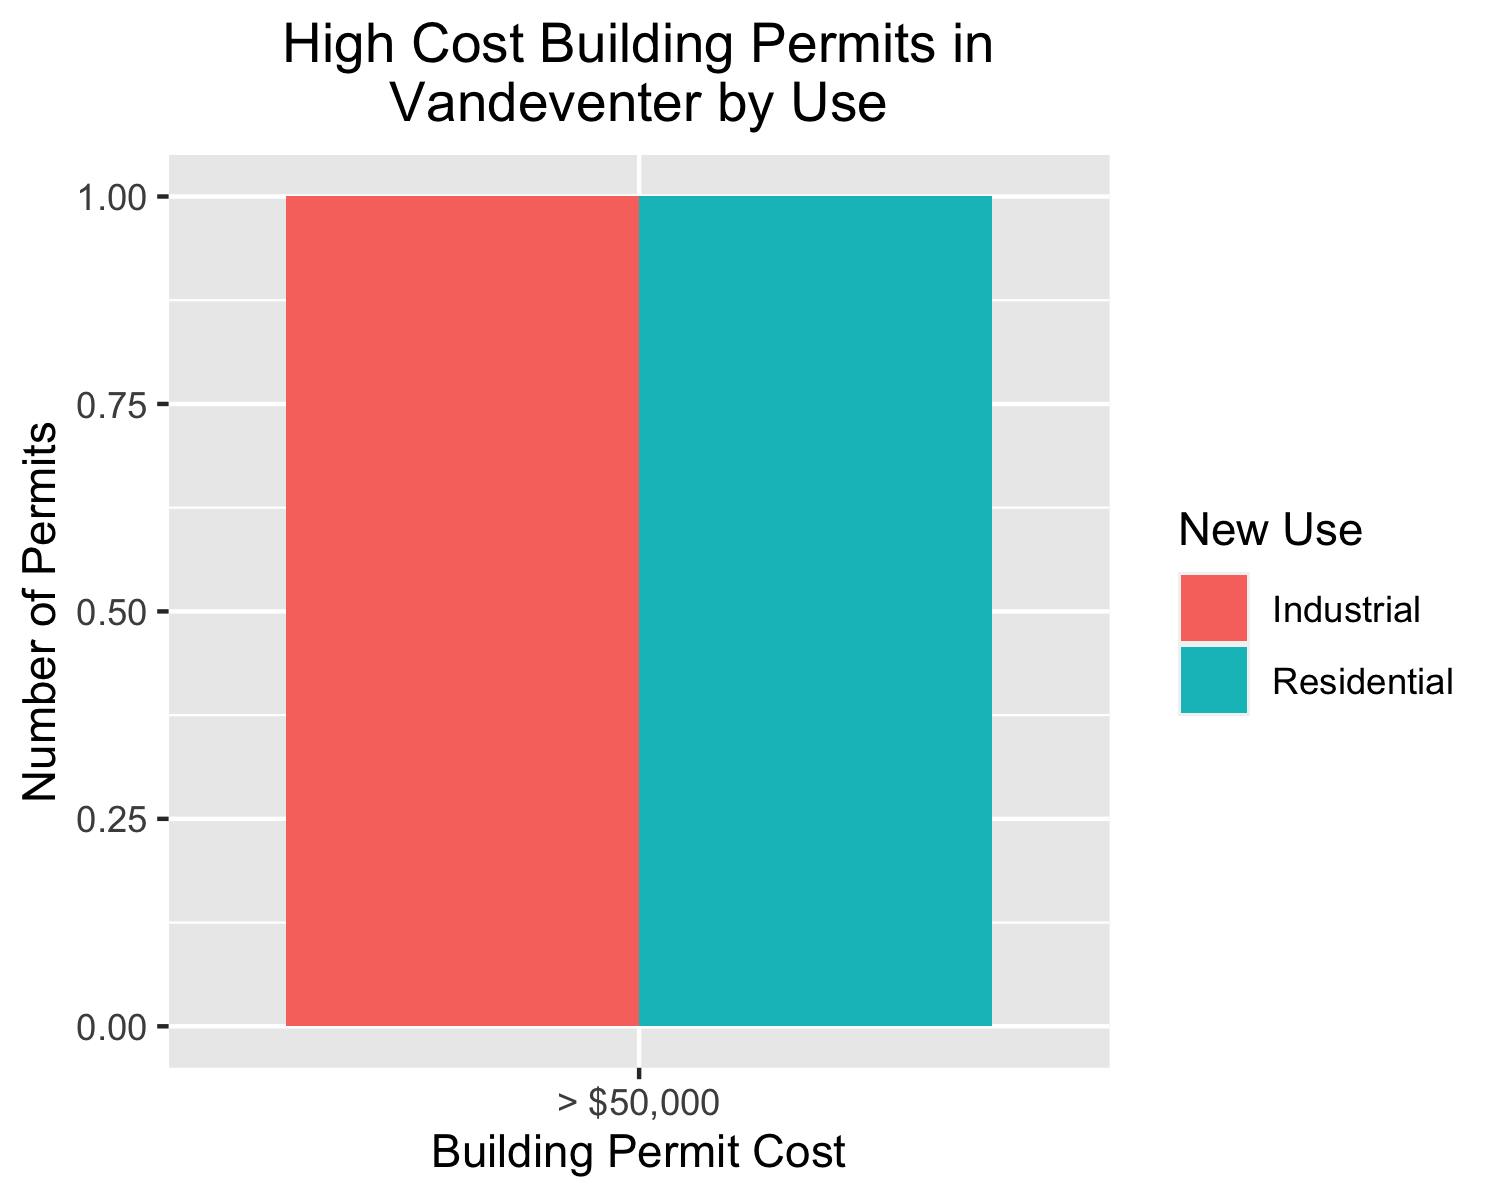 High Cost Building Permits in
Vandeventer by Use
1.00
0.75
0.50
0.25
0.00
Number of Permits
> $50,000
Building Permit Cost
New Use
Industrial
Residential